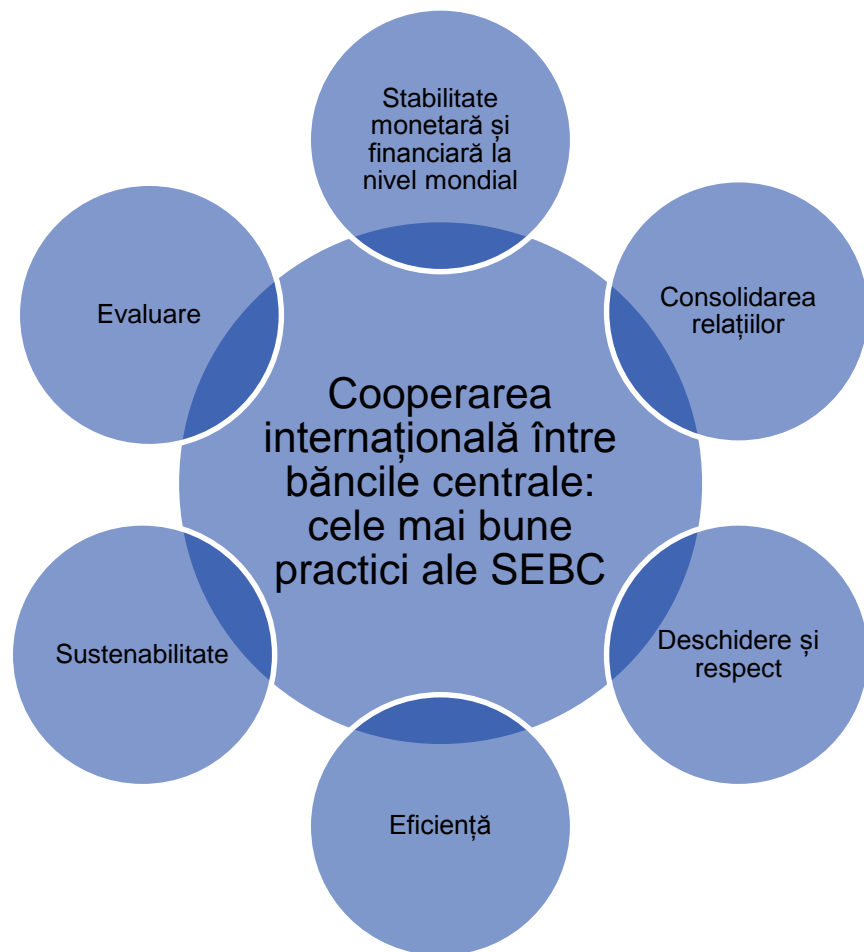 Stabilitate
monetară și
financiară la
nivel mondial
Consolidarea
relațiilor
Evaluare
Cooperarea
internațională între
băncile centrale:
cele mai bune
practici ale SEBC
Deschidere și
respect
Sustenabilitate
Eficiență